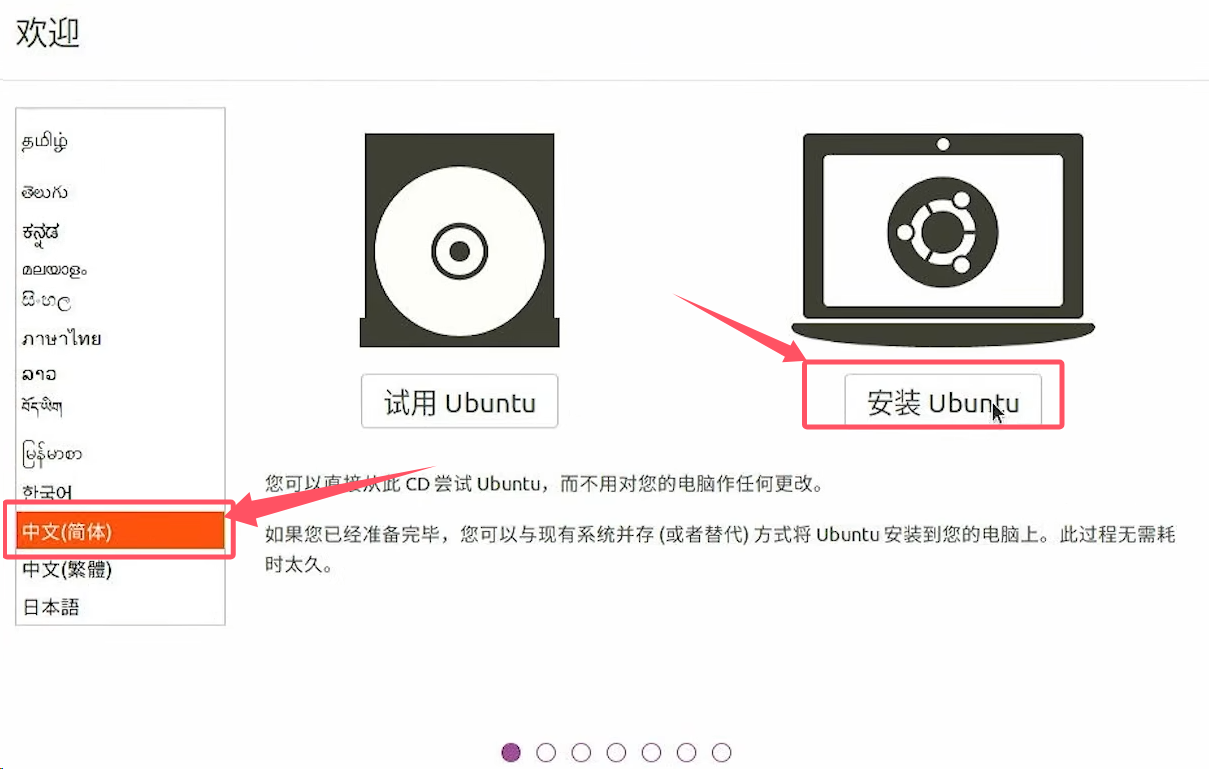 欢迎
தமிழ்
తెలుగు
ಕನ್ನಡ
മലയാളം
සිංහල
ภาษาไทย
ລາວ
བོད་ཡིག
မြန်မာစာ
한국어
中文(简体)
中文(繁體)
日本語
试用 Ubuntu
安装 Ubuntu
您可以直接从此 CD 尝试 Ubuntu，而不用对您的电脑作任何更改。
如果您已经准备完毕，您可以与现有系统并存 (或者替代) 方式将 Ubuntu 安装到您的电脑上。此过程无需耗
时太久。